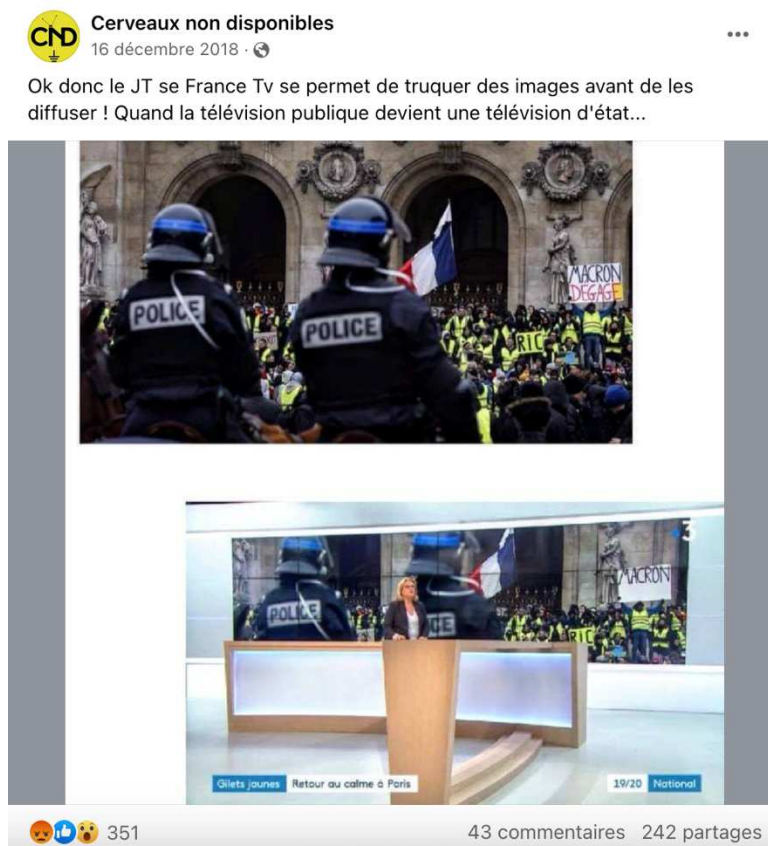 CND
Cerveaux non disponibles
16 décembre 2018
Ok donc le JT se France Tv se permet de truquer des images avant de les
diffuser ! Quand la télévision publique devient une télévision d'état...
MACRON
DÉGAGE
POLICE
POLICE
RIC
3
MACRON
POLICE
ICE
RIC
Gilets jaunes Retour au calme à Paris
19/20 National
351
43 commentaires 242 partages